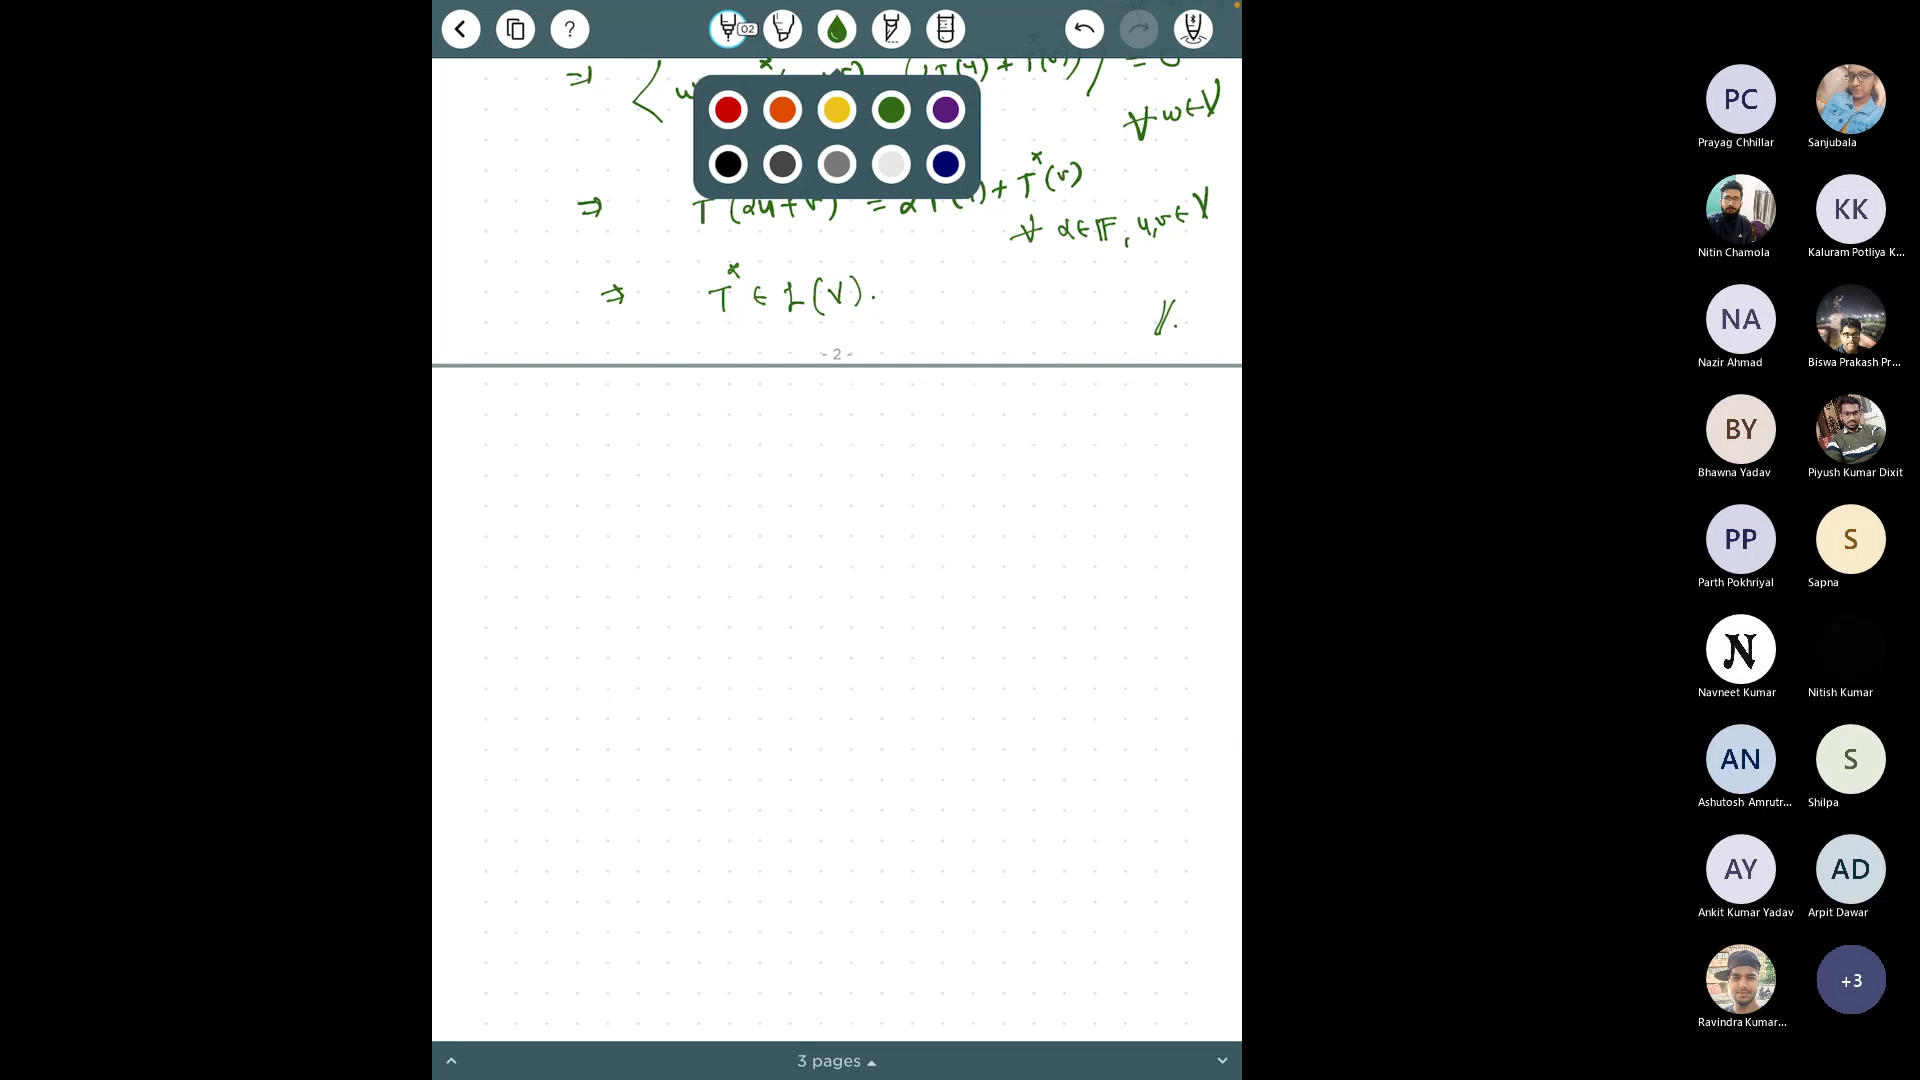 ?
02
⇒ ⟨ w T(u) + T(v) ⟩ = 0
∀ w ∈ V
⇒ T (αu+v) = α T ) + T*(v)
∀ α ∈ 𝔽, u,v ∈ V
⇒ T* ∈ L(V).
//.
- 2 -
3 pages
PC
Prayag Chhillar
Sanjubala
Nitin Chamola
KK
Kaluram Potliya K...
NA
Nazir Ahmad
Biswa Prakash Pr...
BY
Bhawna Yadav
Piyush Kumar Dixit
PP
Parth Pokhriyal
S
Sapna
N
Navneet Kumar
Nitish Kumar
AN
Ashutosh Amrutr...
S
Shilpa
AY
Ankit Kumar Yadav
AD
Arpit Dawar
Ravindra Kumar...
+3